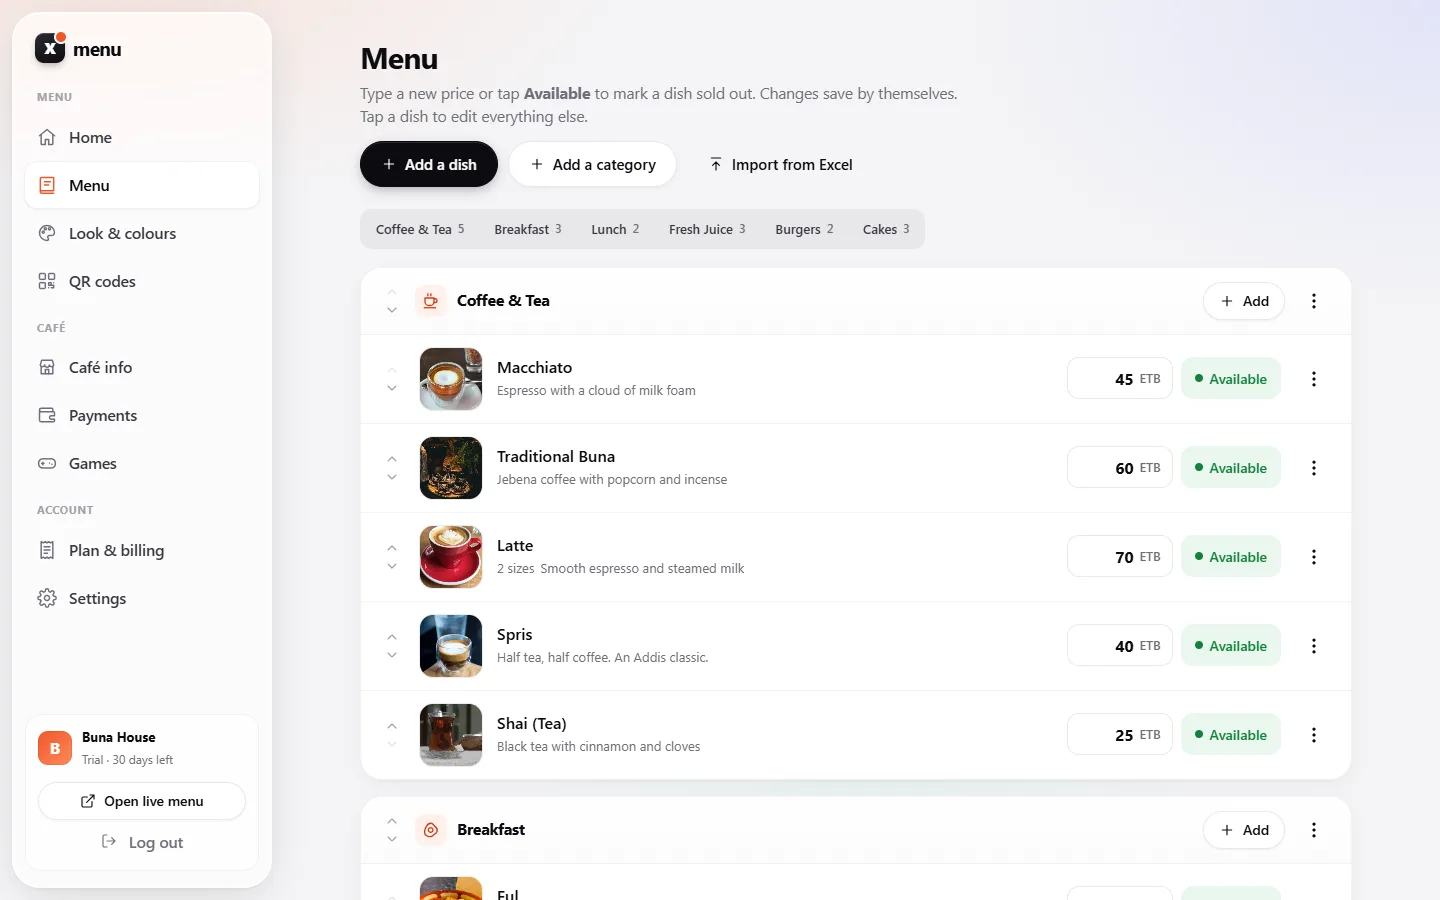 x menu
MENU
Home
Menu
Look & colours
QR codes
CAFÉ
Café info
Payments
Games
ACCOUNT
Plan & billing
Settings
B
Buna House
Trial · 30 days left
Open live menu
Log out
Menu
Type a new price or tap Available to mark a dish sold out. Changes save by themselves.
Tap a dish to edit everything else.
+ Add a dish
+ Add a category
Import from Excel
Coffee & Tea 5 Breakfast 3 Lunch 2 Fresh Juice 3 Burgers 2 Cakes 3
Coffee & Tea
+ Add
Macchiato
Espresso with a cloud of milk foam
45 ETB
Available
Traditional Buna
Jebena coffee with popcorn and incense
60 ETB
Available
Latte
2 sizes Smooth espresso and steamed milk
70 ETB
Available
Spris
Half tea, half coffee. An Addis classic.
40 ETB
Available
Shai (Tea)
Black tea with cinnamon and cloves
25 ETB
Available
Breakfast
+ Add
Ful